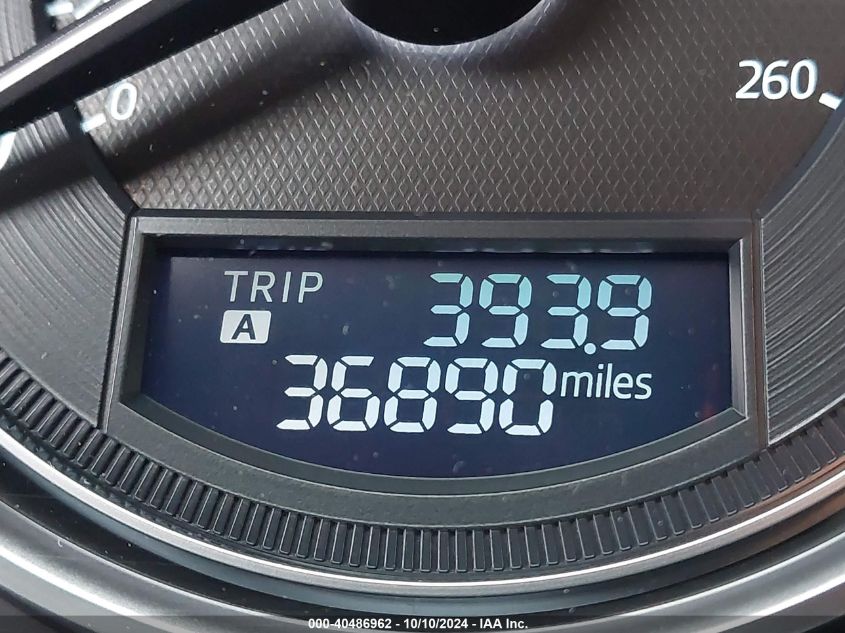 0
260
TRIP 393.9
A
36890 miles
000-40486962 - 10/10/2024 - IAA Inc.